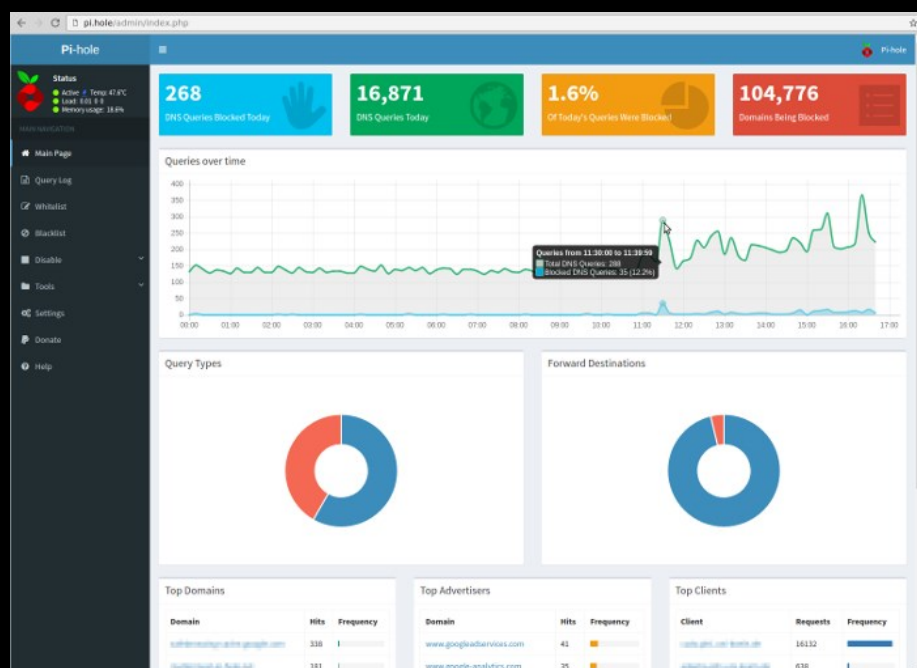 pi.hole/admin/index.php
Pi-hole
Pi-hole
Status
Active Temp: 47.6°C
Load: 0.01 0 0
Memory usage: 18.6%
MAIN NAVIGATION
Main Page
Query Log
Whitelist
Blacklist
Disable
Tools
Settings
Donate
Help
268
DNS Queries Blocked Today
16,871
DNS Queries Today
1.6%
Of Today's Queries Were Blocked
104,776
Domains Being Blocked
Queries over time
400
350
300
250
200
150
100
50
0
Queries from 11:30:00 to 11:39:59
Total DNS Queries: 288
Blocked DNS Queries: 35 (12.2%)
00:00 01:00 02:00 03:00 04:00 05:00 06:00 07:00 08:00 09:00 10:00 11:00 12:00 13:00 14:00 15:00 16:00 17:00
Query Types
Forward Destinations
Top Domains
Domain Hits Frequency
338
181
Top Advertisers
Domain Hits Frequency
www.googleadservices.com 41
www.google-analytics.com 35
Top Clients
Client Requests Frequency
16132
638